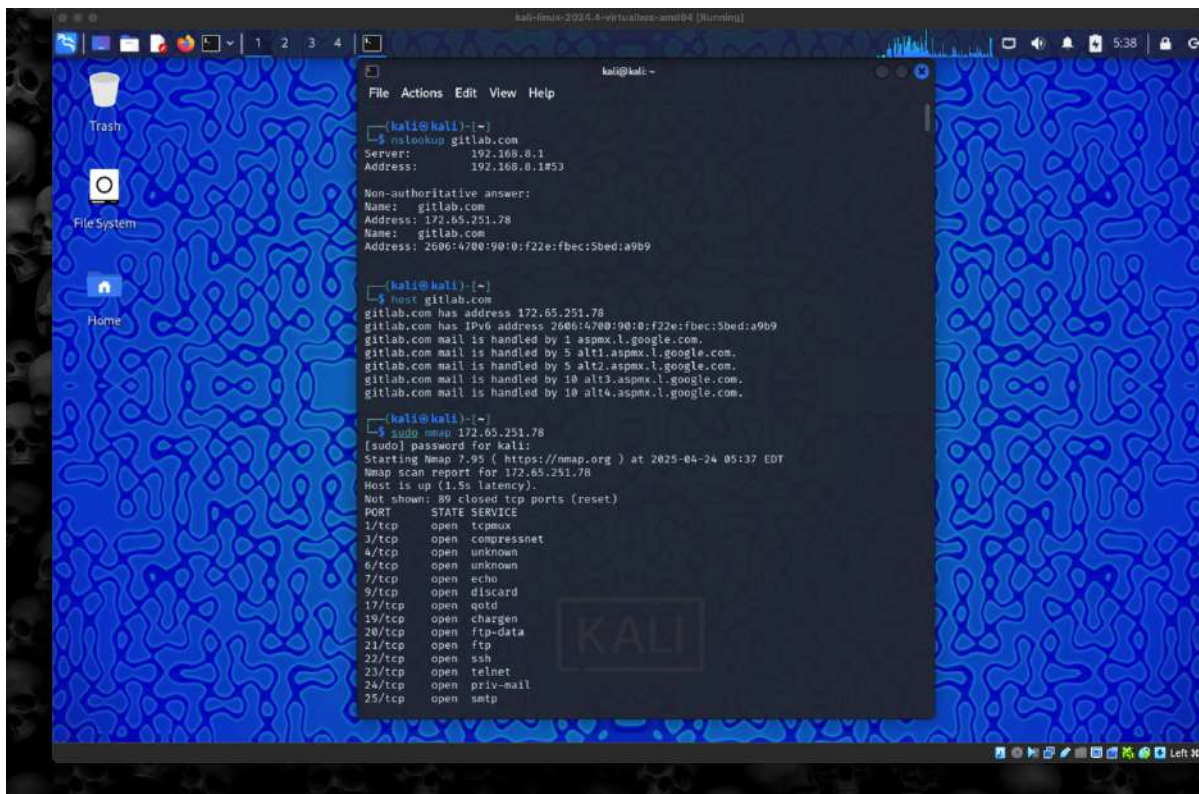 kali-linux-2024.4-virtualbox-amd64 [Running]
1 2 3 4
5:38
kali@kali: ~
File Actions Edit View Help
Trash
File System
Home
(kali㉿kali)-[~]
$ nslookup gitlab.com
Server: 192.168.8.1
Address: 192.168.8.1#53
Non-authoritative answer:
Name: gitlab.com
Address: 172.65.251.78
Name: gitlab.com
Address: 2606:4700:90:0:f22e:fbec:5bed:a9b9
(kali㉿kali)-[~]
$ host gitlab.com
gitlab.com has address 172.65.251.78
gitlab.com has IPv6 address 2606:4700:90:0:f22e:fbec:5bed:a9b9
gitlab.com mail is handled by 1 aspmx.l.google.com.
gitlab.com mail is handled by 5 alt1.aspmx.l.google.com.
gitlab.com mail is handled by 5 alt2.aspmx.l.google.com.
gitlab.com mail is handled by 10 alt3.aspmx.l.google.com.
gitlab.com mail is handled by 10 alt4.aspmx.l.google.com.
(kali㉿kali)-[~]
$ sudo nmap 172.65.251.78
[sudo] password for kali:
Starting Nmap 7.95 ( https://nmap.org ) at 2025-04-24 05:37 EDT
Nmap scan report for 172.65.251.78
Host is up (1.5s latency).
Not shown: 89 closed tcp ports (reset)
PORT STATE SERVICE
1/tcp open tcpmux
3/tcp open compressnet
4/tcp open unknown
6/tcp open unknown
7/tcp open echo
9/tcp open discard
17/tcp open qotd
19/tcp open chargen
20/tcp open ftp-data
21/tcp open ftp
22/tcp open ssh
23/tcp open telnet
24/tcp open priv-mail
25/tcp open smtp
KALI
Left ⌘